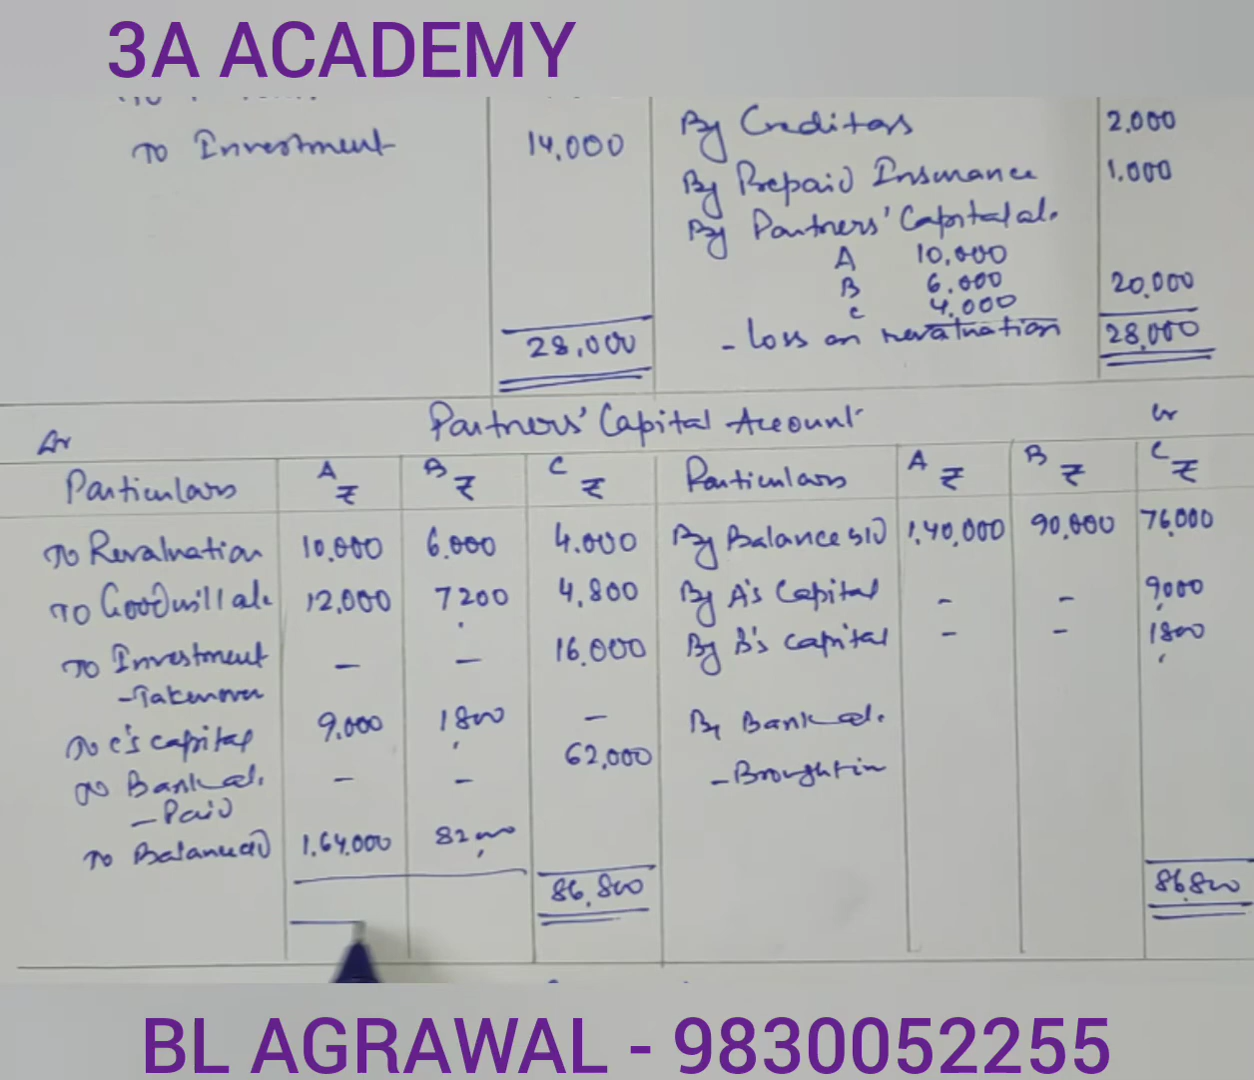 3A ACADEMY
To Investment 14,000 By Creditors 2,000
By Prepaid Insurance 1,000
By Partners' Capital a/c.
A 10,000
B 6,000 20,000
C 4,000
28,000 - Loss on revaluation 28,000
Partners' Capital Account
Dr Cr
Particulars A ₹ B ₹ C ₹ Particulars A ₹ B ₹ C ₹
To Revaluation 10,000 6,000 4,000 By Balance b/d 1,40,000 90,000 76,000
To Goodwill a/c 12,000 7200 4,800 By A's Capital - - 9000
To Investment - - 16,000 By B's Capital - - 1800
- Takenover
To C's capital 9,000 1800 - By Bank a/c.
To Bank a/c. - - 62,000 - Brought in
- Paid
To Balance c/d 1,64,000 82000
86,800 86,800
BL AGRAWAL - 9830052255